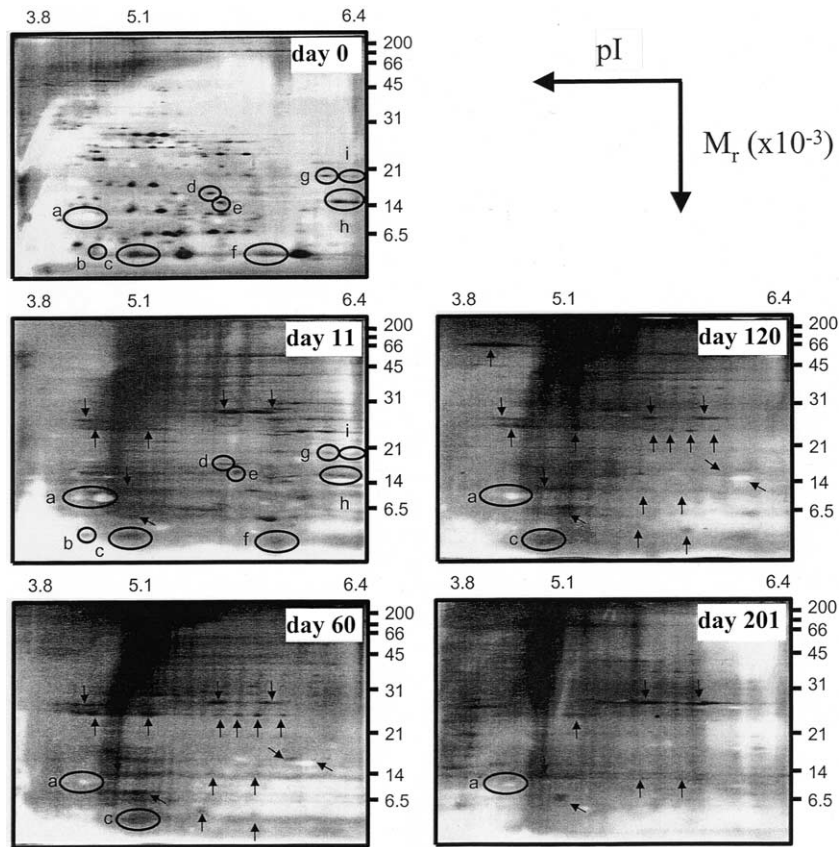 3.8 5.1 6.4
day 0
200
66
45
31
21
14
6.5
a
b
c
d
e
f
g
h
i
pI
Mr (x10-3)
3.8 5.1 6.4
day 11
200
66
45
31
21
14
6.5
a
b
c
d
e
f
g
h
i
3.8 5.1 6.4
day 120
200
66
45
31
21
14
6.5
a
c
3.8 5.1 6.4
day 60
200
66
45
31
21
14
6.5
a
c
3.8 5.1 6.4
day 201
200
66
45
31
21
14
6.5
a